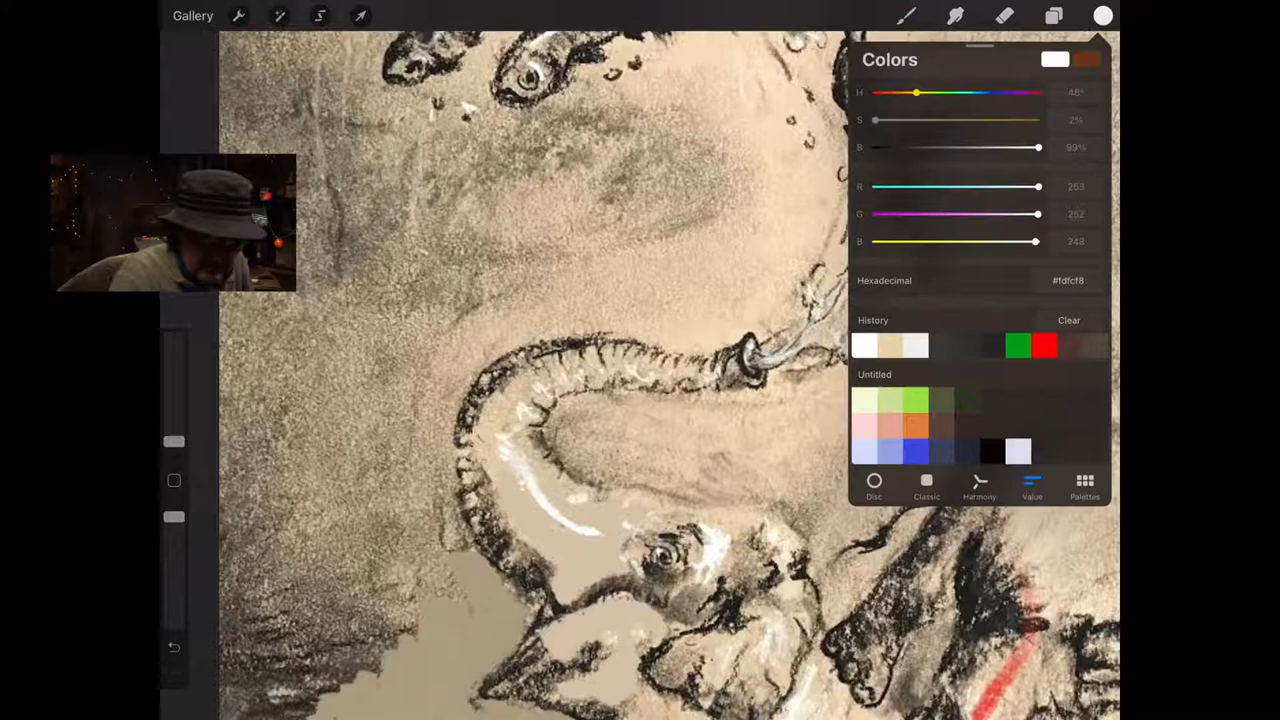 Gallery
Colors
H 48°
S 2%
B 99%
R 253
G 252
B 248
Hexadecimal #fdfcf8
History Clear
Untitled
Disc Classic Harmony Value Palettes